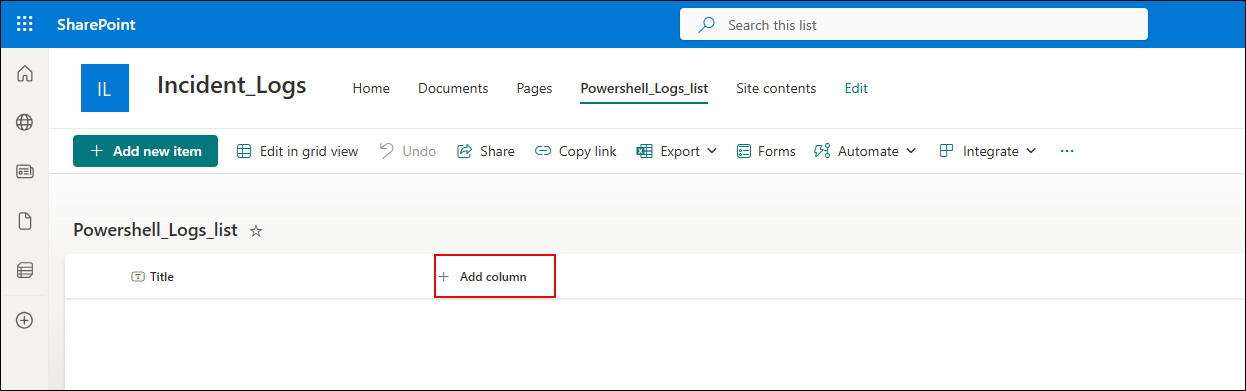 SharePoint
Search this list
IL
Incident_Logs
Home
Documents
Pages
Powershell_Logs_list
Site contents
Edit
Add new item
Edit in grid view
Undo
Share
Copy link
Export
Forms
Automate
Integrate
Powershell_Logs_list
Title
Add column